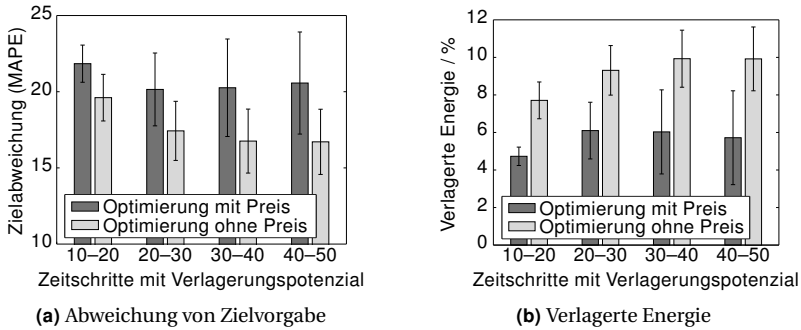 Zielabweichung (MAPE)
25
20
15
10
Optimierung mit Preis
Optimierung ohne Preis
10–20 20–30 30–40 40–50
Zeitschritte mit Verlagerungspotenzial
(a) Abweichung von Zielvorgabe
Verlagerte Energie / %
12
10
8
6
4
2
0
Optimierung mit Preis
Optimierung ohne Preis
10–20 20–30 30–40 40–50
Zeitschritte mit Verlagerungspotenzial
(b) Verlagerte Energie